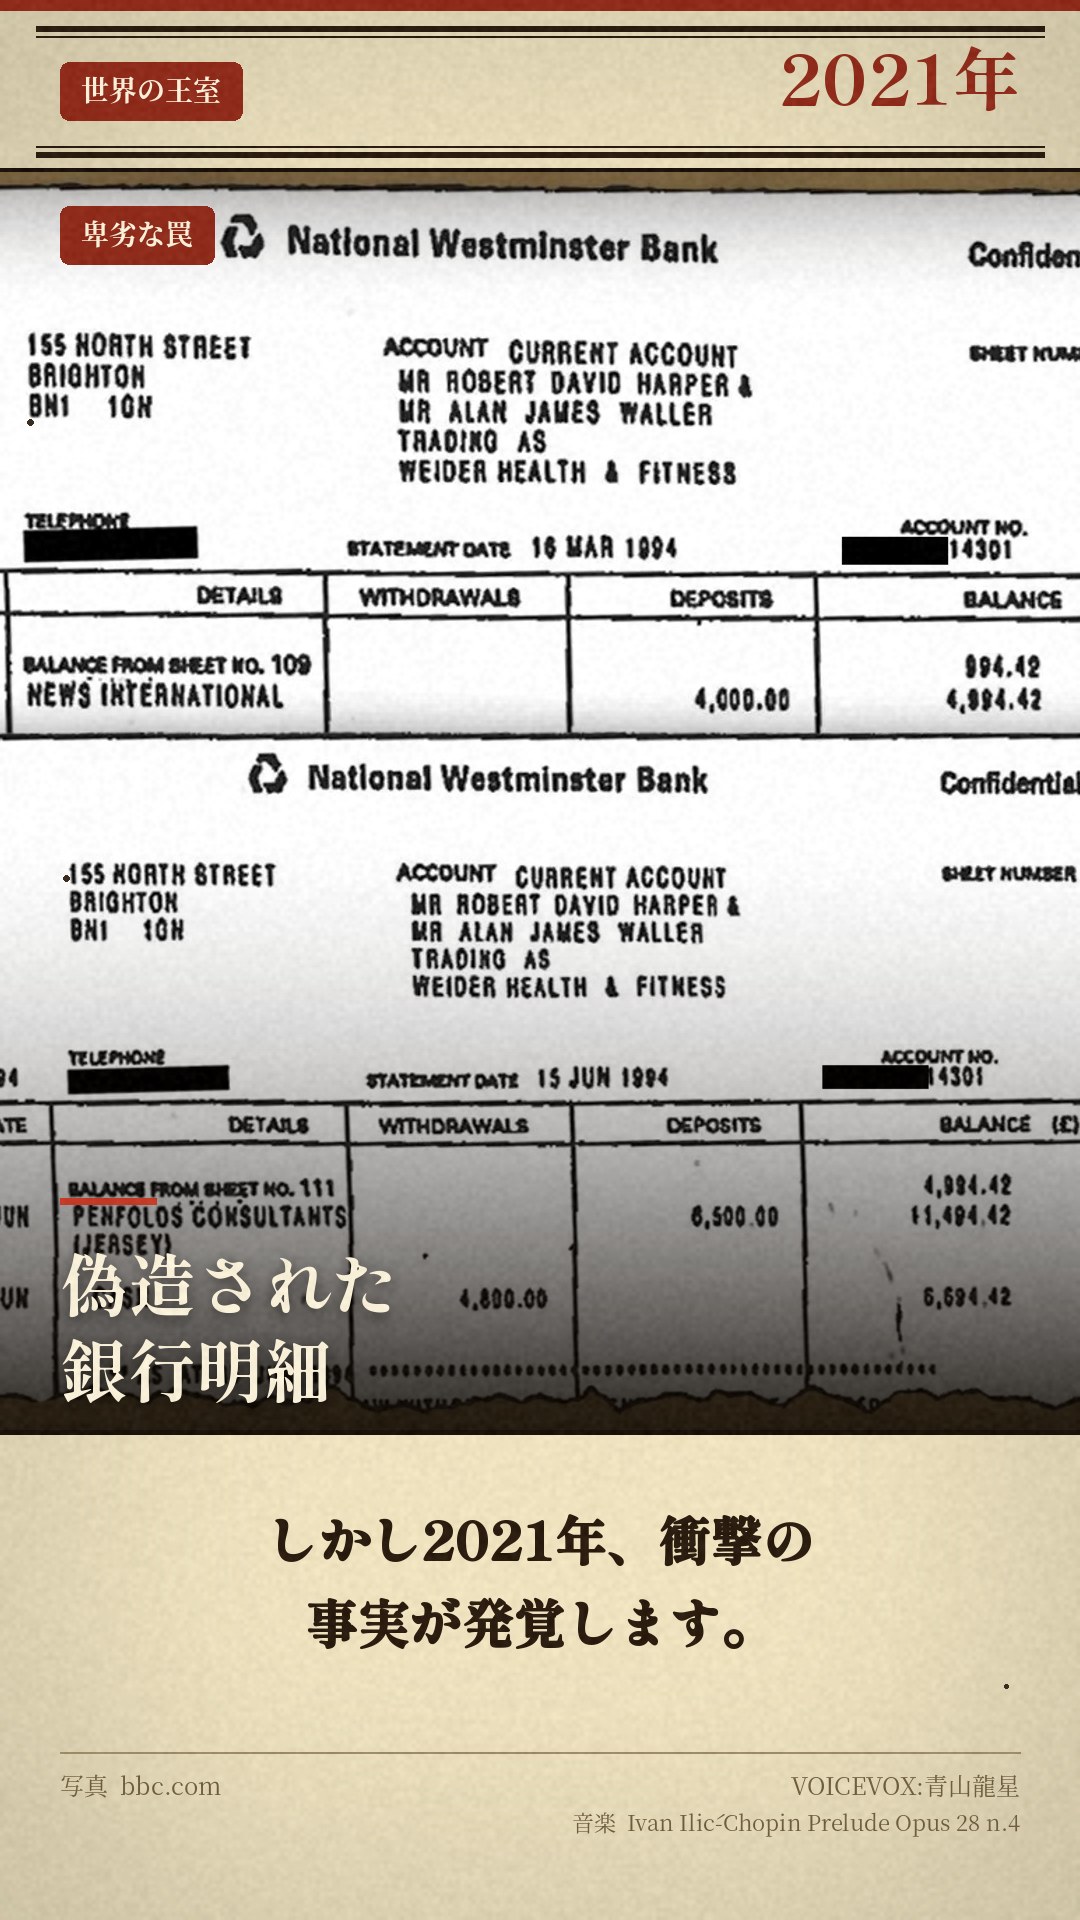 世界の王室
2021年
卑劣な罠
National Westminster Bank
Confiden
155 NORTH STREET
BRIGHTON
BN1 1GN
ACCOUNT CURRENT ACCOUNT
MR ROBERT DAVID HARPER &
MR ALAN JAMES WALLER
TRADING AS
WEIDER HEALTH & FITNESS
SHEET NUM
TELEPHONE
STATEMENT DATE 16 MAR 1994
ACCOUNT NO.
14301
DETAILS WITHDRAWALS DEPOSITS BALANCE
BALANCE FROM SHEET NO. 109 994.42
NEWS INTERNATIONAL 4,000.00 4,994.42
National Westminster Bank
Confidential
155 NORTH STREET
BRIGHTON
BN1 1GN
ACCOUNT CURRENT ACCOUNT
MR ROBERT DAVID HARPER &
MR ALAN JAMES WALLER
TRADING AS
WEIDER HEALTH & FITNESS
SHEET NUMBER
TELEPHONE
94
STATEMENT DATE 15 JUN 1994
ACCOUNT NO.
14301
ATE DETAILS WITHDRAWALS DEPOSITS BALANCE (£)
BALANCE FROM SHEET NO. 111 4,994.42
JUN PENFOLDS CONSULTANTS 6,500.00 11,494.42
(JERSEY)
UN 4,800.00 6,694.42
偽造された
銀行明細
しかし2021年、衝撃の
事実が発覚します。
写真 bbc.com
VOICEVOX:青山龍星
音楽 Ivan Ilic-Chopin Prelude Opus 28 n.4